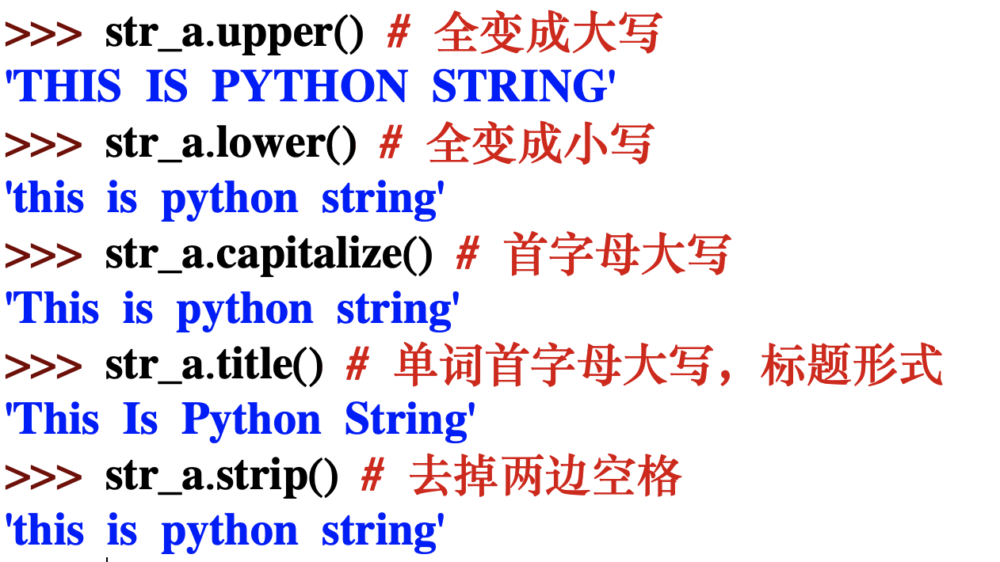 >>> str_a.upper() # 全变成大写
'THIS IS PYTHON STRING'
>>> str_a.lower() # 全变成小写
'this is python string'
>>> str_a.capitalize() # 首字母大写
'This is python string'
>>> str_a.title() # 单词首字母大写，标题形式
'This Is Python String'
>>> str_a.strip() # 去掉两边空格
'this is python string'